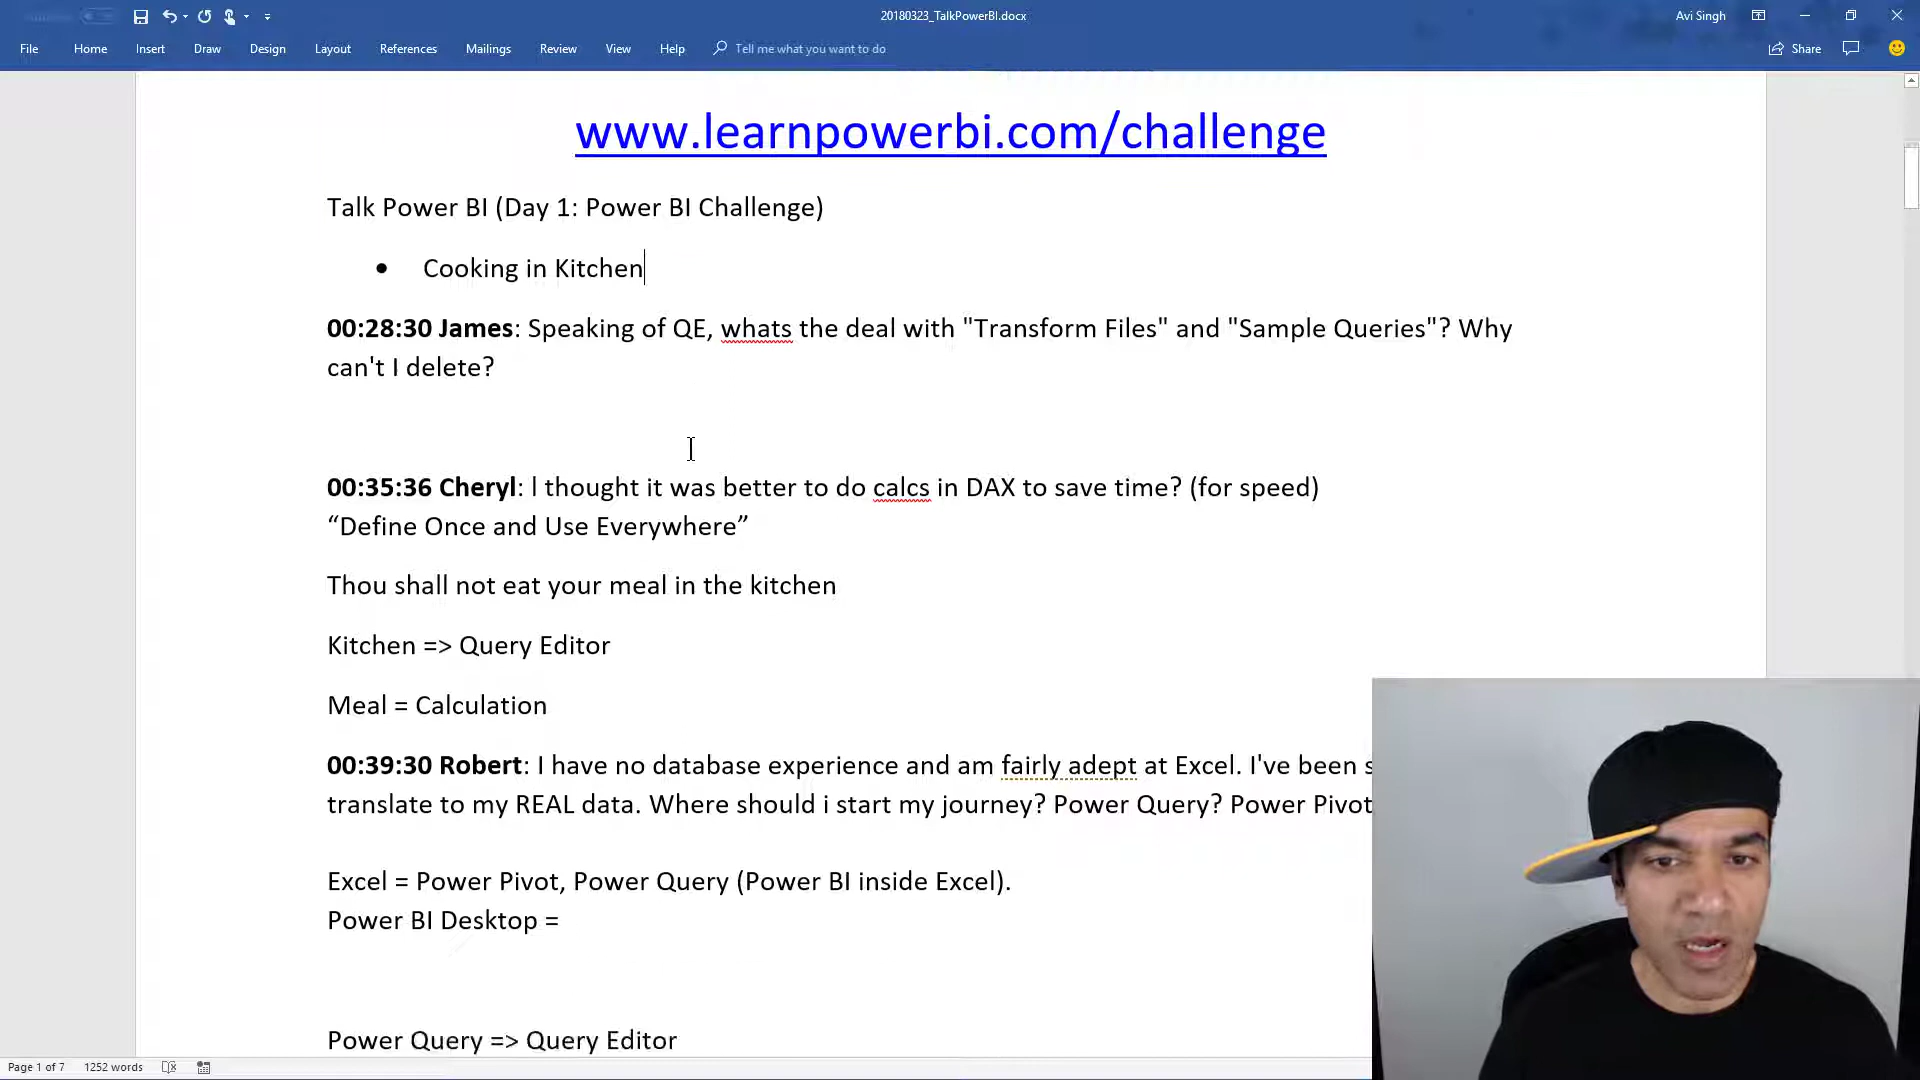 20180323_TalkPowerBI.docx
Avi Singh
File Home Insert Draw Design Layout References Mailings Review View Help Tell me what you want to do Share
www.learnpowerbi.com/challenge
Talk Power BI (Day 1: Power BI Challenge)
• Cooking in Kitchen
00:28:30 James: Speaking of QE, whats the deal with "Transform Files" and "Sample Queries"? Why
can't I delete?
00:35:36 Cheryl: I thought it was better to do calcs in DAX to save time? (for speed)
“Define Once and Use Everywhere”
Thou shall not eat your meal in the kitchen
Kitchen => Query Editor
Meal = Calculation
00:39:30 Robert: I have no database experience and am fairly adept at Excel. I've been
translate to my REAL data. Where should i start my journey? Power Query? Power Pivot
Excel = Power Pivot, Power Query (Power BI inside Excel).
Power BI Desktop =
Power Query => Query Editor
Page 1 of 7 1252 words